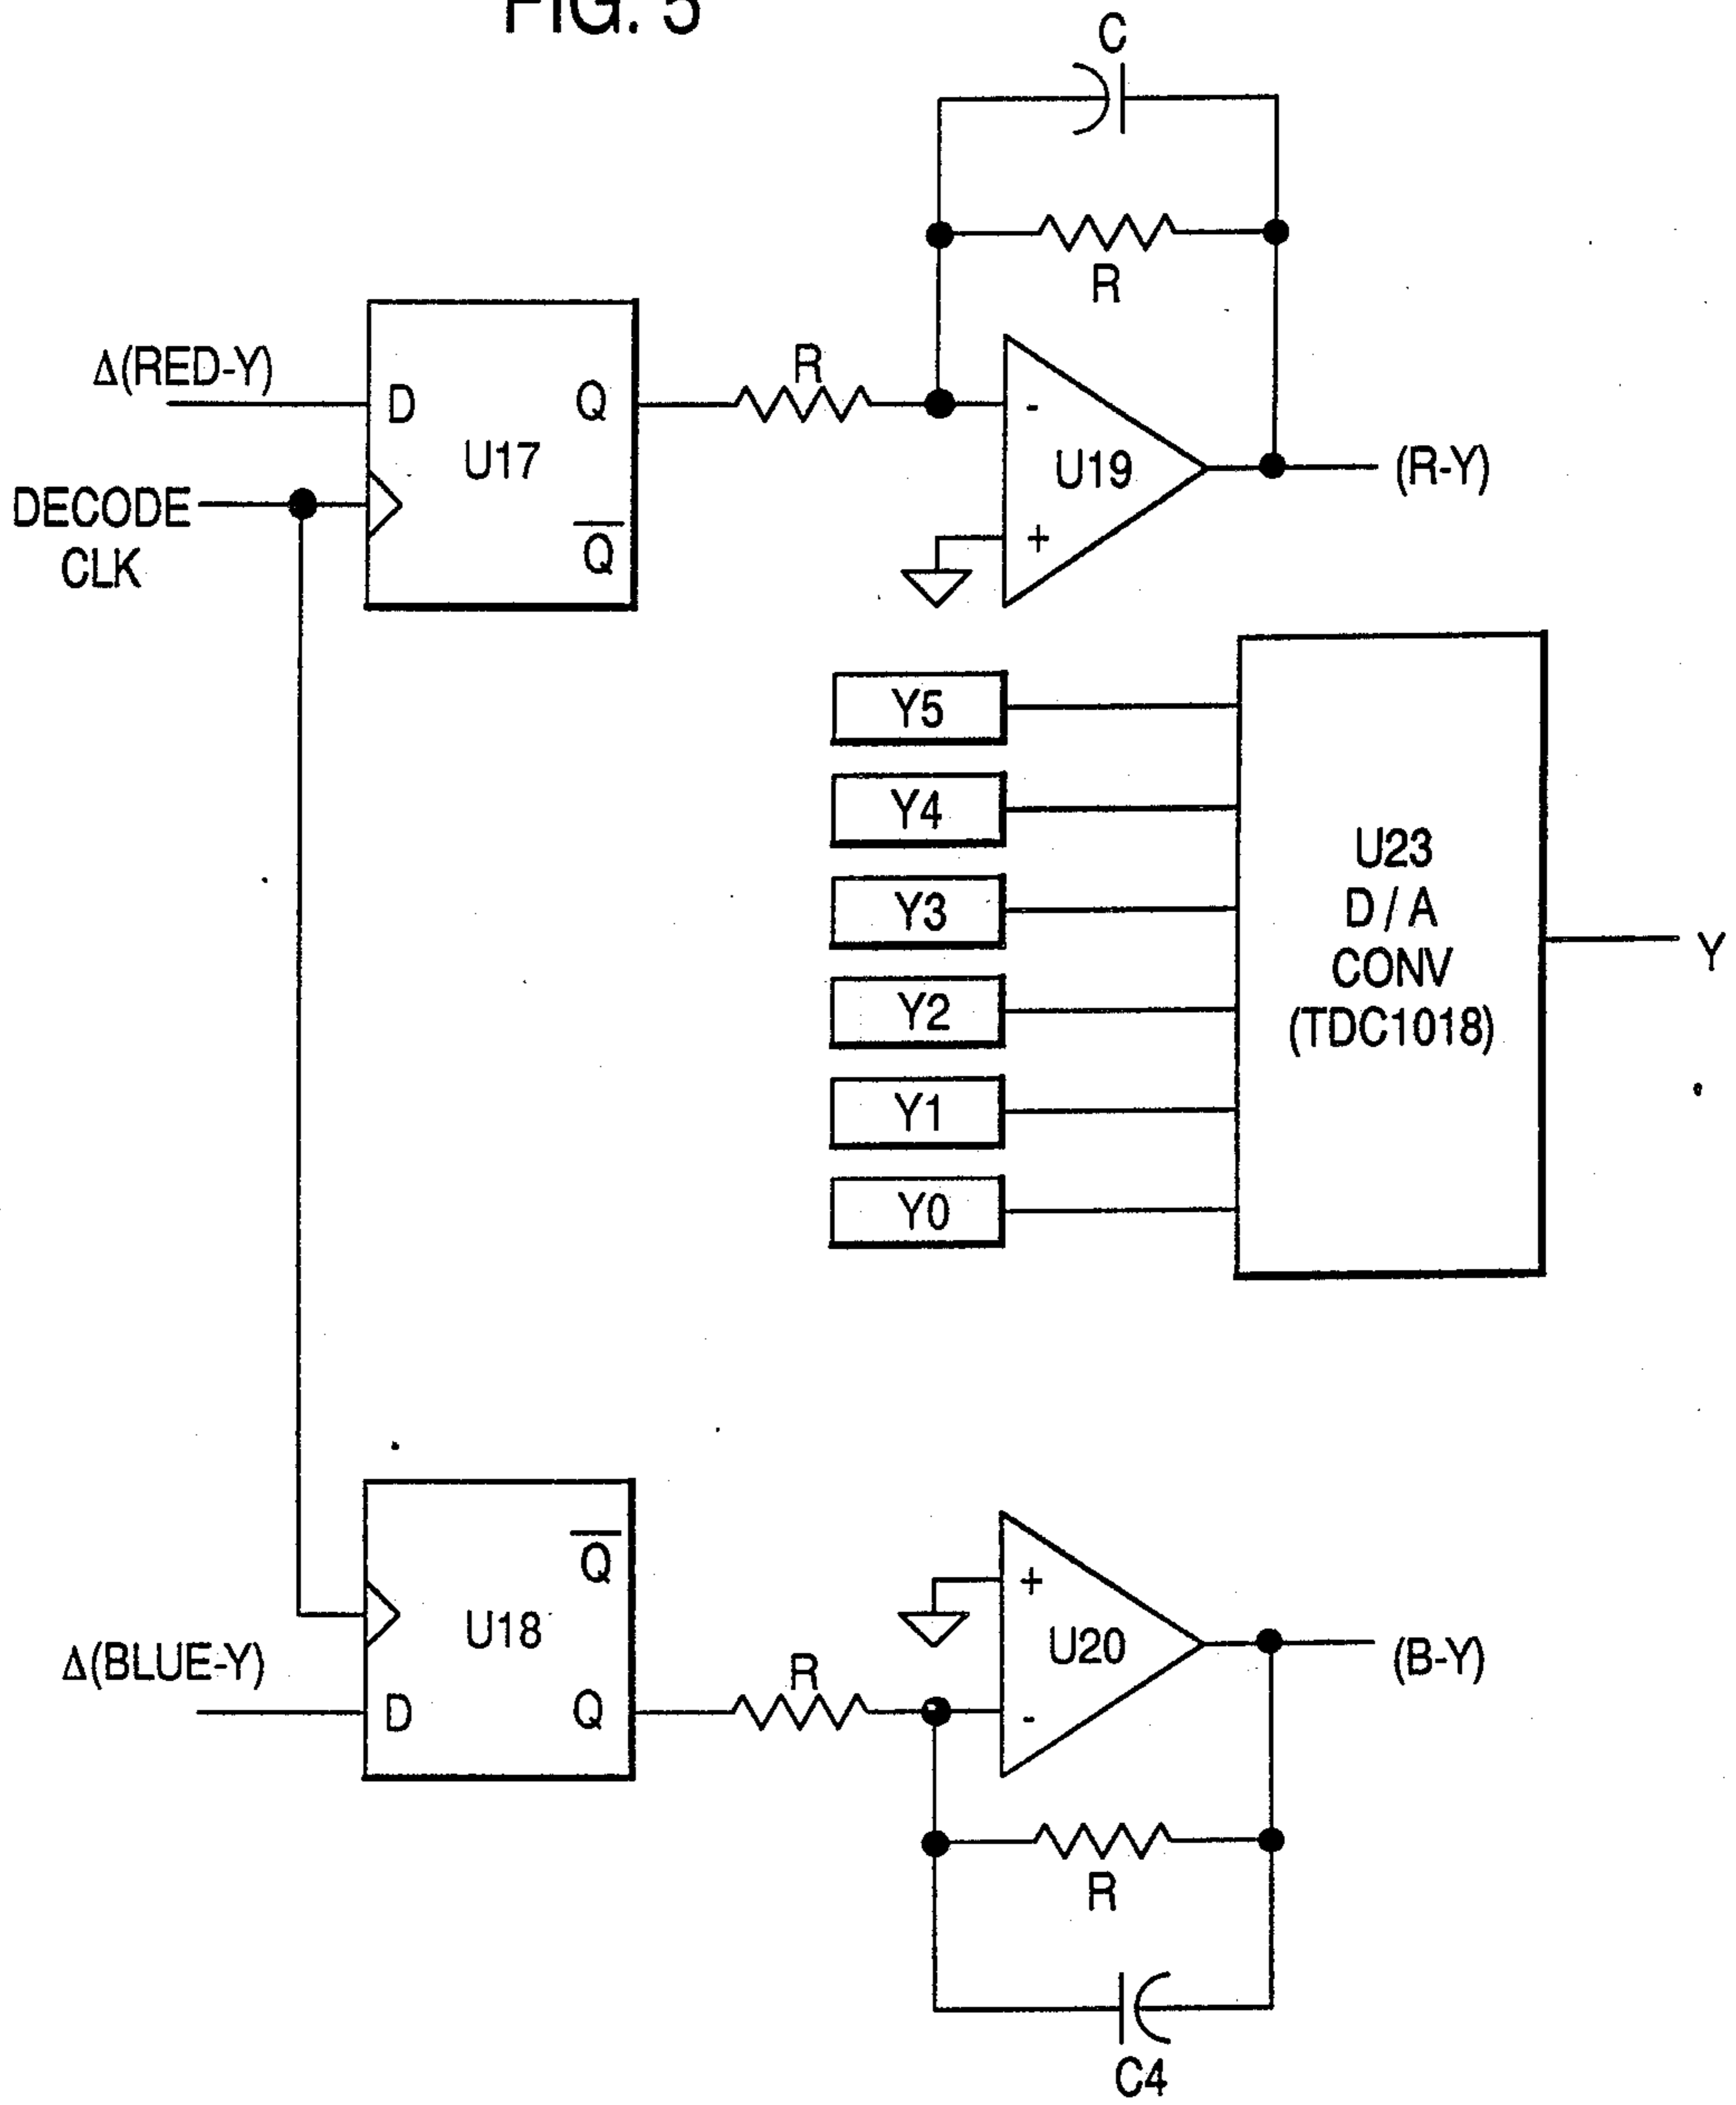 FIG. 5
C
R
Δ(RED-Y)
D
Q
R
U17
-
U19
(R-Y)
DECODE
CLK
Q̅
+
Y5
Y4
Y3
Y2
Y1
Y0
U23
D / A
CONV
(TDC1018)
Y
Q̅
U18
Δ(BLUE-Y)
D
Q
R
+
U20
-
(B-Y)
R
C4